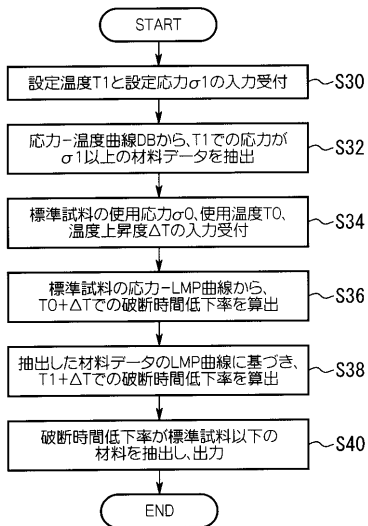 START
設定温度T1と設定応力σ1の入力受付
S30
応力−温度曲線DBから、T1での応力が
σ1以上の材料データを抽出
S32
標準試料の使用応力σ0、使用温度T0、
温度上昇度ΔTの入力受付
S34
標準試料の応力−LMP曲線から、
T0+ΔTでの破断時間低下率を算出
S36
抽出した材料データのLMP曲線に基づき、
T1+ΔTでの破断時間低下率を算出
S38
破断時間低下率が標準試料以下の
材料を抽出し、出力
S40
END